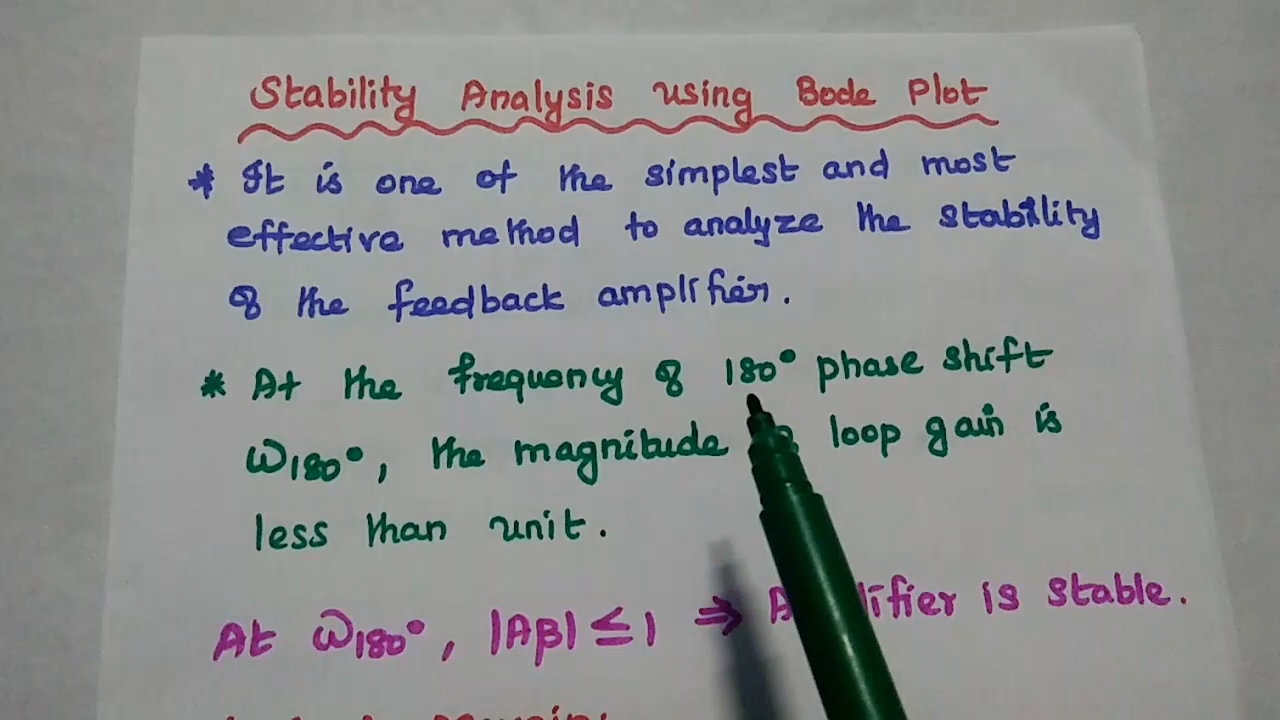 Stability Analysis using Bode Plot
* It is one of the simplest and most
effective method to analyze the stability
of the feedback amplifier.
* At the frequency of 180° phase shift
ω180°, the magnitude loop gain is
less than unit.
At ω180°, |Aβ| ≤ 1 ⇒ is stable.